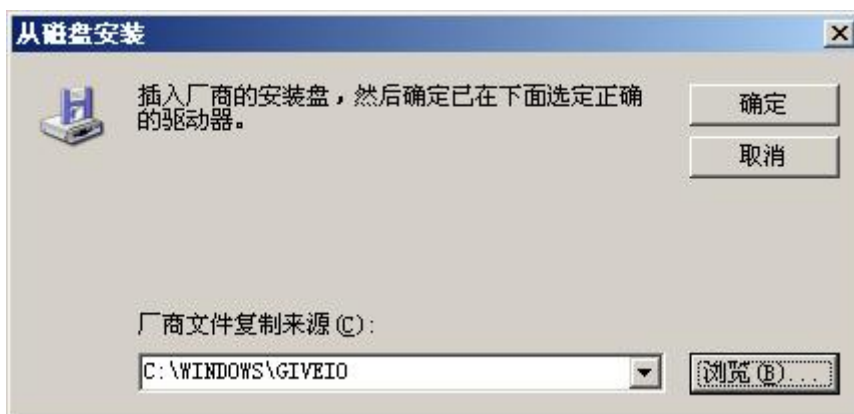 从磁盘安装
插入厂商的安装盘，然后确定已在下面选定正确
的驱动器。
确定
取消
厂商文件复制来源(C):
C:\WINDOWS\GIVEIO
浏览(B)...